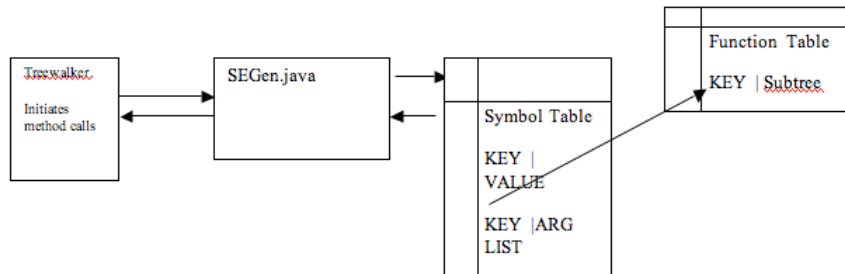 Treewalker
Initiates
method calls
SEGen.java
Symbol Table
KEY |
VALUE
KEY |ARG
LIST
Function Table
KEY | Subtree